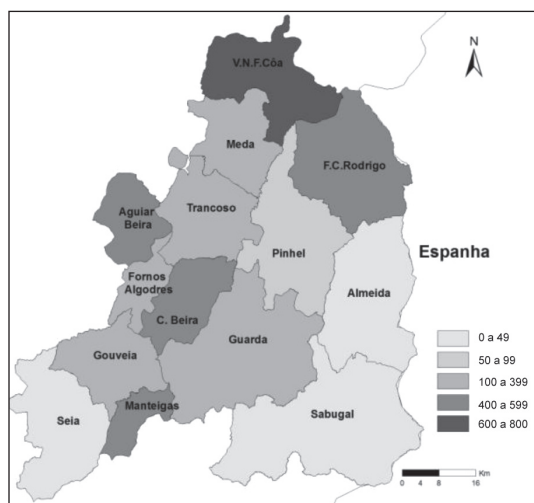 N
V.N.F.Côa
Meda
F.C.Rodrigo
Aguiar
Beira
Trancoso
Pinhel
Espanha
Fornos
Algodres
Almeida
C. Beira
Guarda
Gouveia
Manteigas
Seia
Sabugal
0 a 49
50 a 99
100 a 399
400 a 599
600 a 800
Km
0 4 8 16